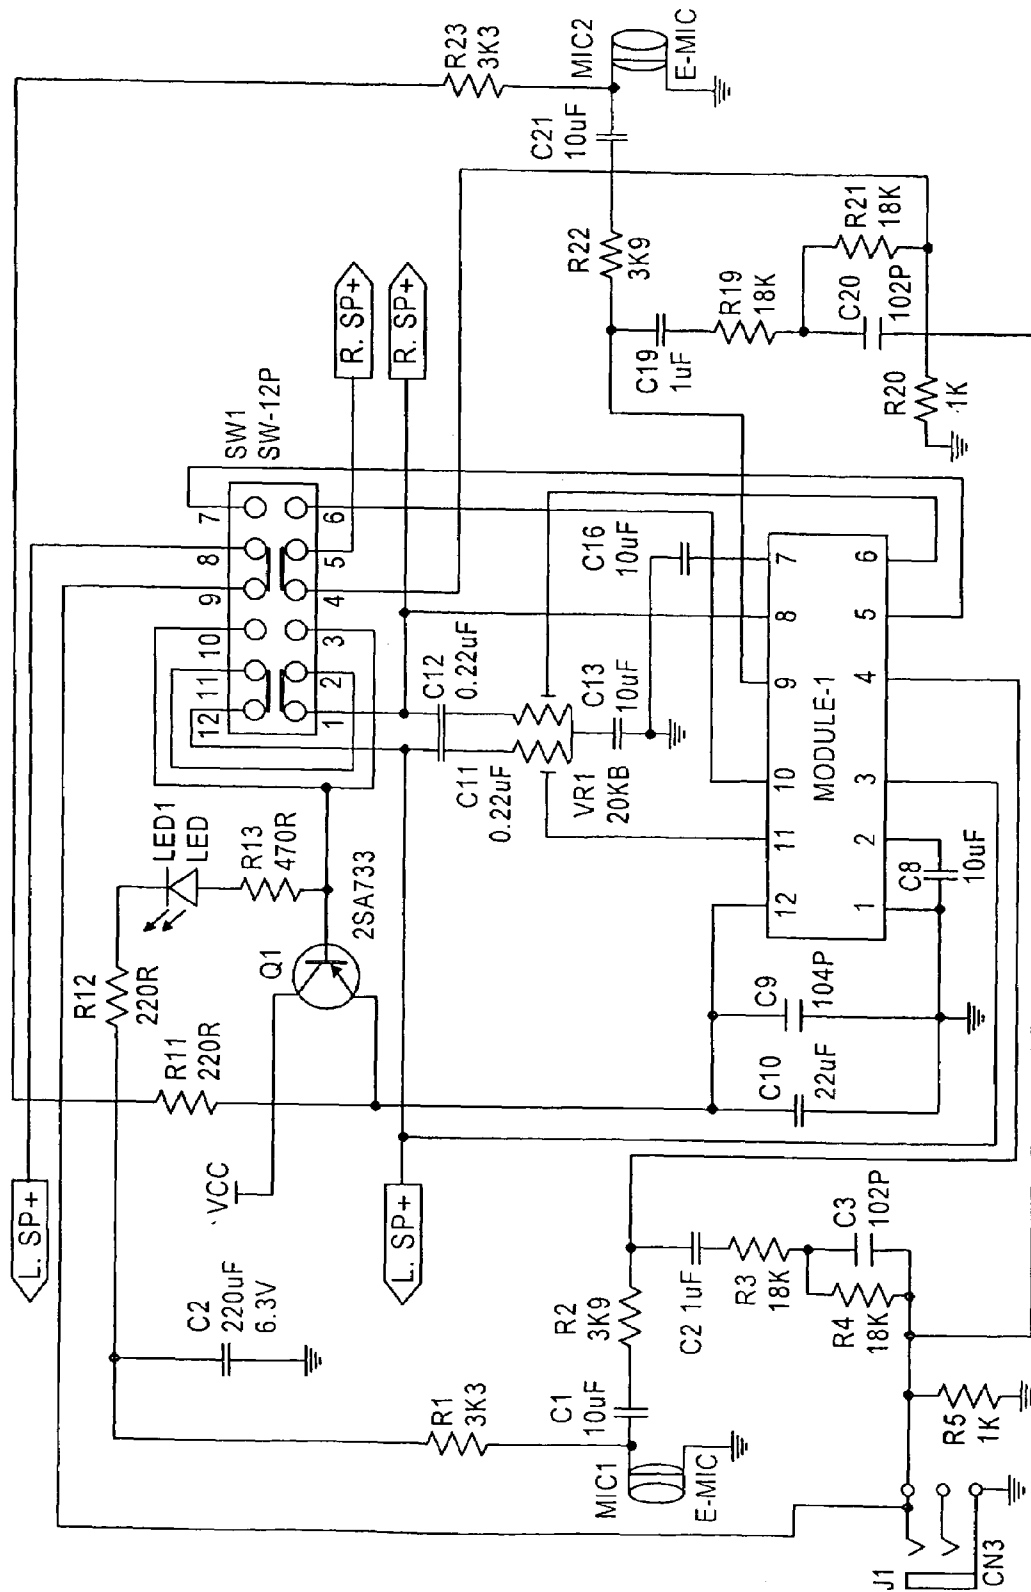 R23
3K3
MIC2
E-MIC
C21
10uF
R22
3K9
R21
18K
R19
18K
C20
102P
C19
1uF
R20
1K
R. SP+
R. SP+
SW1
SW-12P
7
8
9
10
11
12
6
5
4
3
2
1
C16
10uF
C12
0.22uF
C13
10uF
C11
0.22uF
VR1
20KB
7
8
9
10
11
12
MODULE-1
6
5
4
3
2
1
C8
10uF
LED1
LED
R13
470R
2SA733
Q1
R12
220R
R11
220R
C9
104P
C10
22uF
VCC
L. SP+
L. SP+
C2
220uF
6.3V
R2
3K9
C2 1uF
R3
18K
C3
102P
R4
18K
R1
3K3
C1
10uF
MIC1
E-MIC
R5
1K
J1
CN3